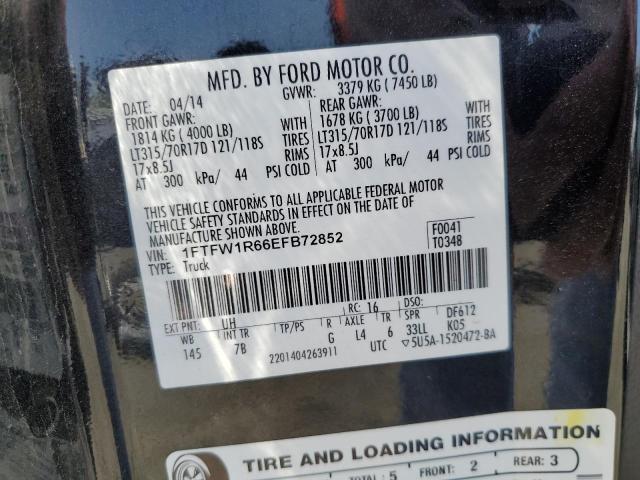 MFD. BY FORD MOTOR CO.
DATE: 04/14 GVWR: 3379 KG ( 7450 LB)
FRONT GAWR: REAR GAWR:
1814 KG ( 4000 LB) WITH 1678 KG ( 3700 LB) WITH
LT315/70R17D 121/118S TIRES LT315/70R17D 121/118S TIRES
17x8.5J RIMS 17x8.5J RIMS
AT 300 kPa/ 44 PSI COLD AT 300 kPa/ 44 PSI COLD
THIS VEHICLE CONFORMS TO ALL APPLICABLE FEDERAL MOTOR
VEHICLE SAFETY STANDARDS IN EFFECT ON THE DATE OF
MANUFACTURE SHOWN ABOVE.
VIN: 1FTFW1R66EFB72852 F0041
TYPE: Truck T0348
EXT PNT: UH RC: 16 DSO:
WB INT TR TP/PS R AXLE TR SPR DF612
145 7B G L4 6 33LL K05
2201404263911 UTC ▽5U5A-1520472-BA
TIRE AND LOADING INFORMATION
TOTAL: 5 FRONT: 2 REAR: 3